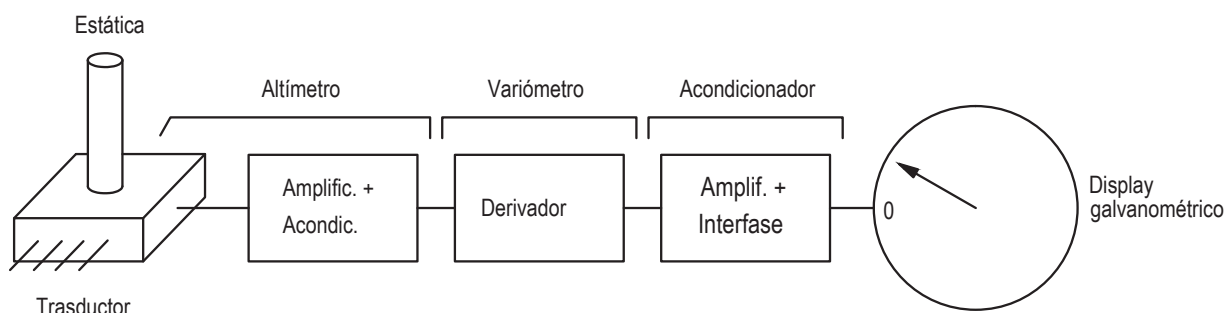 Estática
Altímetro
Variómetro
Acondicionador
Amplific. +
Acondic.
Derivador
Amplif. +
Interfase
0
Display
galvanométrico
Trasductor